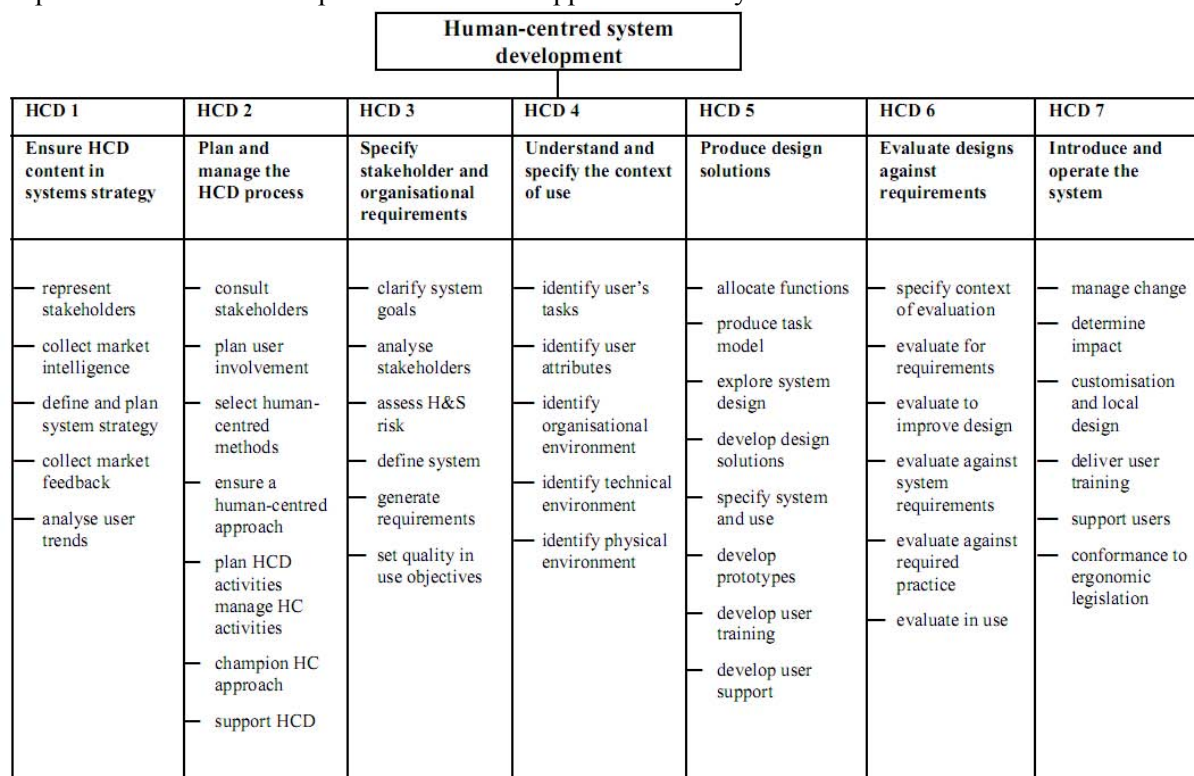 Human-centred system
development
HCD 1
Ensure HCD
content in
systems strategy
represent
stakeholders
collect market
intelligence
define and plan
system strategy
collect market
feedback
analyse user
trends
HCD 2
Plan and
manage the
HCD process
consult
stakeholders
plan user
involvement
select human-
centred
methods
ensure a
human-centred
approach
plan HCD
activities
manage HC
activities
champion HC
approach
support HCD
HCD 3
Specify
stakeholder and
organisational
requirements
clarify system
goals
analyse
stakeholders
assess H&S
risk
define system
generate
requirements
set quality in
use objectives
HCD 4
Understand and
specify the context
of use
identify user's
tasks
identify user
attributes
identify
organisational
environment
identify technical
environment
identify physical
environment
HCD 5
Produce design
solutions
allocate functions
produce task
model
explore system
design
develop design
solutions
specify system
and use
develop
prototypes
develop user
training
develop user
support
HCD 6
Evaluate designs
against
requirements
specify context
of evaluation
evaluate for
requirements
evaluate to
improve design
evaluate against
system
requirements
evaluate against
required
practice
evaluate in use
HCD 7
Introduce and
operate the
system
manage change
determine
impact
customisation
and local
design
deliver user
training
support users
conformance to
ergonomic
legislation